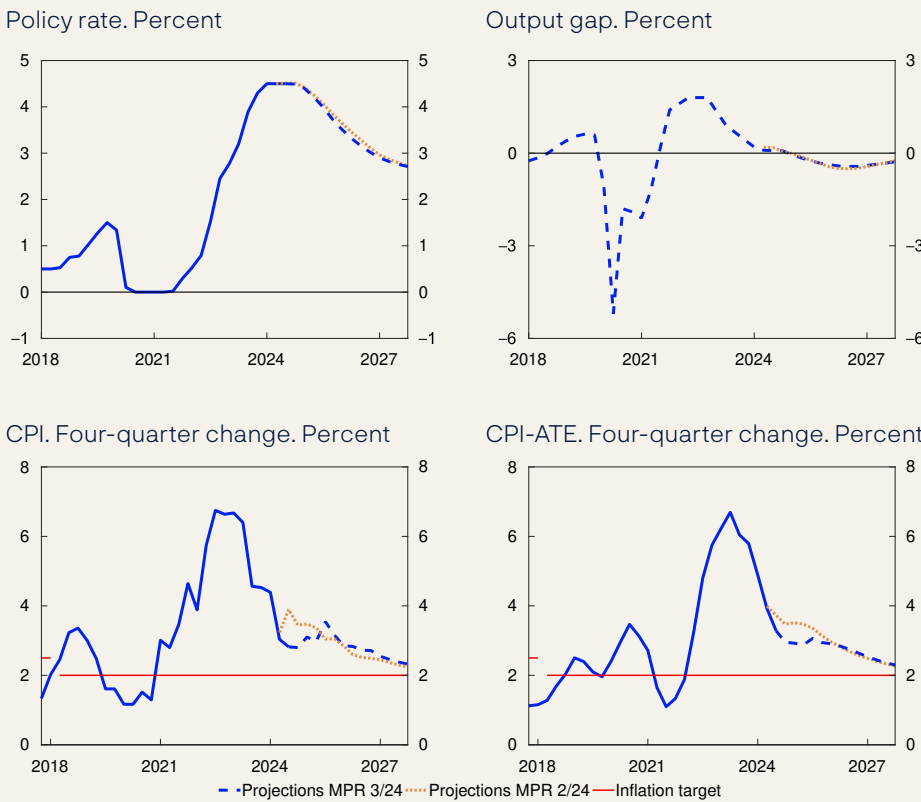 Policy rate. Percent
5 5
4 4
3 3
2 2
1 1
0 0
−1 −1
2018 2021 2024 2027
Output gap. Percent
3 3
0 0
−3 −3
−6 −6
2018 2021 2024 2027
CPI. Four-quarter change. Percent
8 8
6 6
4 4
2 2
0 0
2018 2021 2024 2027
CPI-ATE. Four-quarter change. Percent
8 8
6 6
4 4
2 2
0 0
2018 2021 2024 2027
Projections MPR 3/24 Projections MPR 2/24 Inflation target